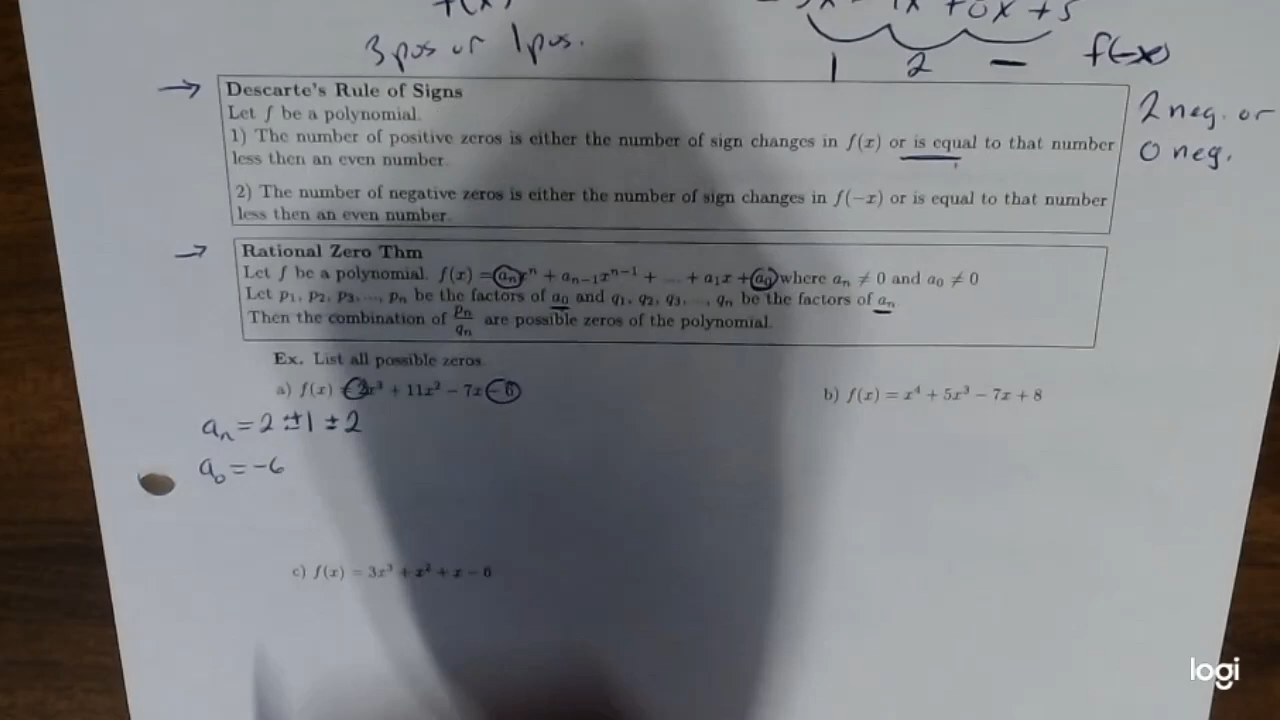 3 pos or 1 pos.
1 2 – f(-x)
2 neg. or
0 neg.
Descarte's Rule of Signs
Let f be a polynomial.
1) The number of positive zeros is either the number of sign changes in f(x) or is equal to that number
less then an even number.
2) The number of negative zeros is either the number of sign changes in f(−x) or is equal to that number
less then an even number.
Rational Zero Thm
Let f be a polynomial. f(x) = aₙxⁿ + aₙ₋₁xⁿ⁻¹ + ... + a₁x + a₀ where aₙ ≠ 0 and a₀ ≠ 0
Let p₁, p₂, p₃, ..., pₙ be the factors of a₀ and q₁, q₂, q₃, ..., qₙ be the factors of aₙ
Then the combination of pₙ/qₙ are possible zeros of the polynomial.
Ex. List all possible zeros.
a) f(x) = 2x³ + 11x² − 7x − 6
b) f(x) = x⁴ + 5x³ − 7x + 8
aₙ = 2 ±1 ±2
a₀ = -6
c) f(x) = 3x³ + x² + x − 6
logi